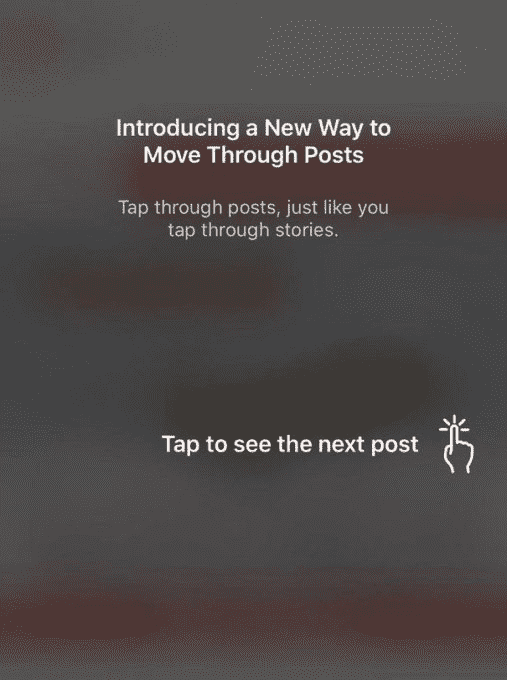 Introducing a New Way to
Move Through Posts
Tap through posts, just like you
tap through stories.
Tap to see the next post